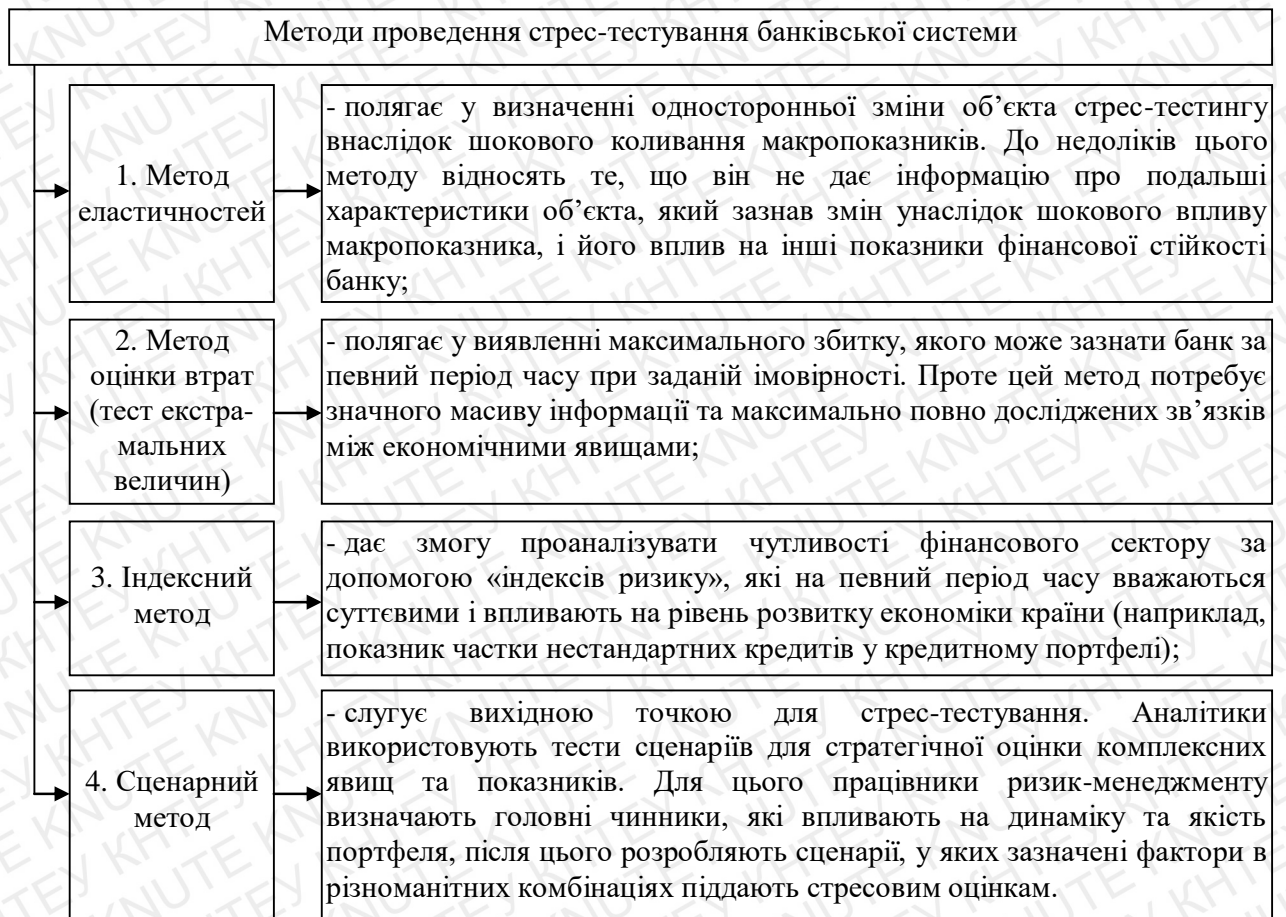 Методи проведення стрес-тестування банківської системи
1. Метод
еластичностей
- полягає у визначенні односторонньої зміни об’єкта стрес-тестингу
внаслідок шокового коливання макропоказників. До недоліків цього
методу відносять те, що він не дає інформацію про подальші
характеристики об’єкта, який зазнав змін унаслідок шокового впливу
макропоказника, і його вплив на інші показники фінансової стійкості
банку;
2. Метод
оцінки втрат
(тест екстра-
мальних
величин)
- полягає у виявленні максимального збитку, якого може зазнати банк за
певний період часу при заданій імовірності. Проте цей метод потребує
значного масиву інформації та максимально повно досліджених зв’язків
між економічними явищами;
3. Індексний
метод
- дає змогу проаналізувати чутливості фінансового сектору за
допомогою «індексів ризику», які на певний період часу вважаються
суттєвими і впливають на рівень розвитку економіки країни (наприклад,
показник частки нестандартних кредитів у кредитному портфелі);
4. Сценарний
метод
- слугує вихідною точкою для стрес-тестування. Аналітики
використовують тести сценаріїв для стратегічної оцінки комплексних
явищ та показників. Для цього працівники ризик-менеджменту
визначають головні чинники, які впливають на динаміку та якість
портфеля, після цього розробляють сценарії, у яких зазначені фактори в
різноманітних комбінаціях піддають стресовим оцінкам.